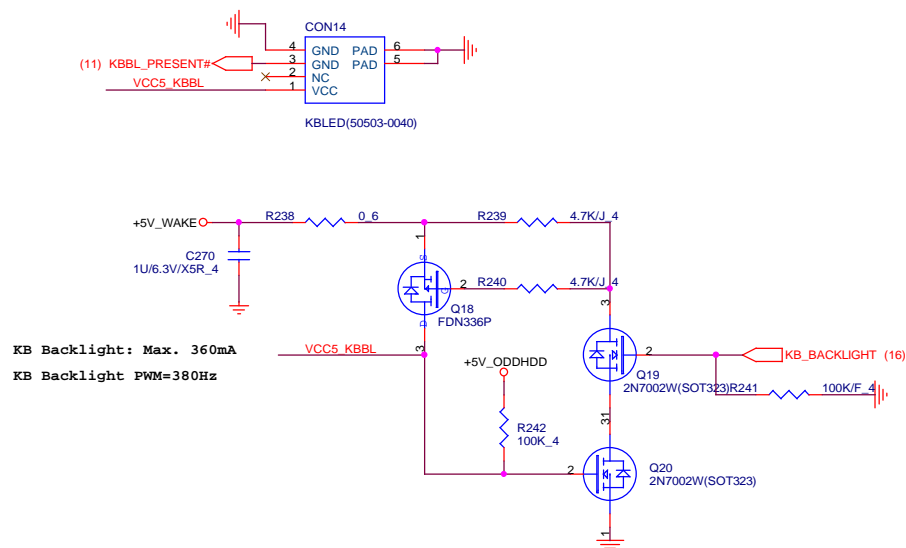 CON14
4 GND PAD 6
(11) KBBL_PRESENT# 3 GND PAD 5
2 NC
VCC5_KBBL 1 VCC
KBLED(50503-0040)
+5V_WAKE R238 0_6 R239 4.7K/J_4
1
C270
1U/6.3V/X5R_4
S
G 2 R240 4.7K/J_4
Q18
FDN336P
D
3
3
KB Backlight: Max. 360mA
VCC5_KBBL
KB Backlight PWM=380Hz
+5V_ODDHDD
2 KB_BACKLIGHT (16)
Q19
2N7002W(SOT323)
R241 100K/F_4
R242
100K_4
31
2
Q20
2N7002W(SOT323)
1